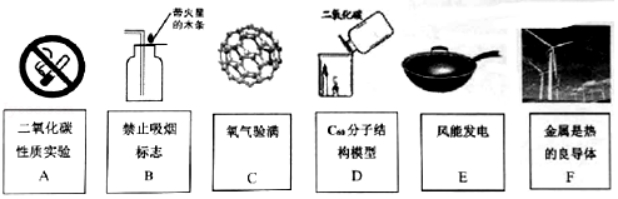 带火星
的木条
二氧化碳
二氧化碳
性质实验
A
禁止吸烟
标志
B
氧气验满
C
C₆₀分子结
构模型
D
风能发电
E
金属是热
的良导体
F